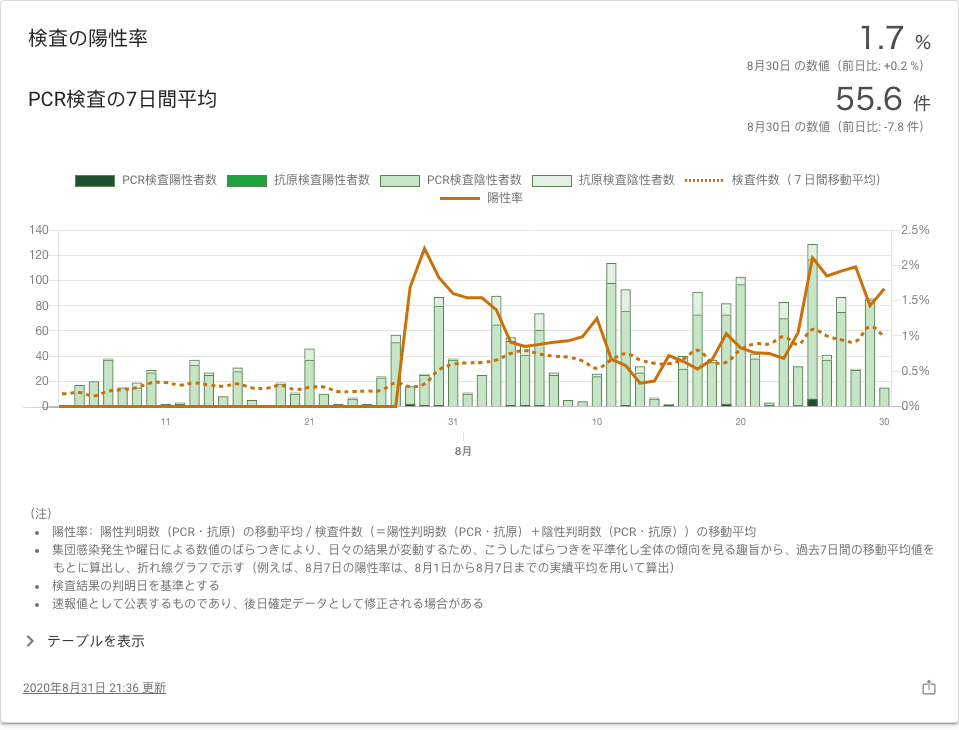 検査の陽性率
1.7 %
8月30日 の数値（前日比: +0.2 %）
PCR検査の7日間平均
55.6 件
8月30日 の数値（前日比: -7.8 件）
PCR検査陽性者数 抗原検査陽性者数 PCR検査陰性者数 抗原検査陰性者数 検査件数（７日間移動平均）
陽性率
140 2.5%
120 2%
100
80 1.5%
60 1%
40 0.5%
20
0 0%
11 21 31 10 20 30
8月
（注）
• 陽性率：陽性判明数（PCR・抗原）の移動平均 / 検査件数（＝陽性判明数（PCR・抗原）＋陰性判明数（PCR・抗原））の移動平均
• 集団感染発生や曜日による数値のばらつきにより、日々の結果が変動するため、こうしたばらつきを平準化し全体の傾向を見る趣旨から、過去7日間の移動平均値を
もとに算出し、折れ線グラフで示す（例えば、8月7日の陽性率は、8月1日から8月7日までの実績平均を用いて算出）
• 検査結果の判明日を基準とする
• 速報値として公表するものであり、後日確定データとして修正される場合がある
テーブルを表示
2020年8月31日 21:36 更新